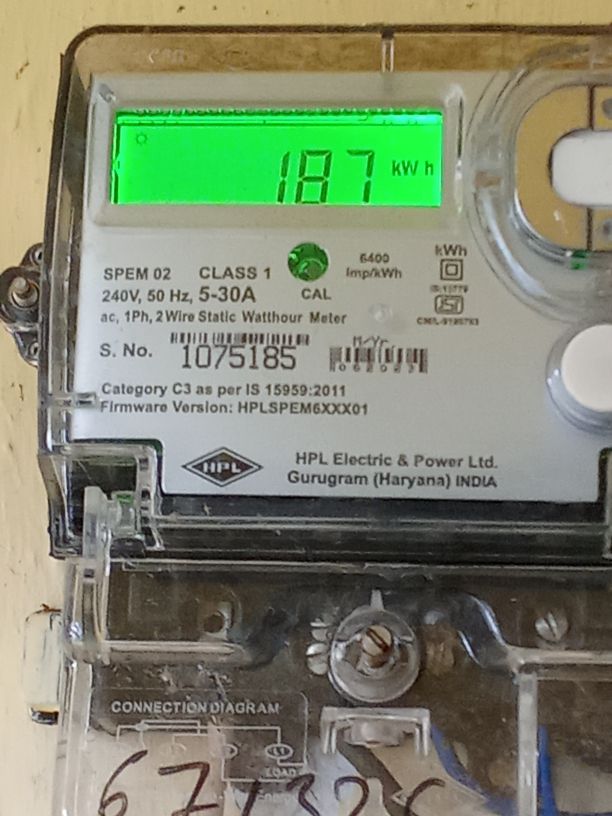 187 kW h
SPEM 02 CLASS 1 CAL 6400 imp/kWh kWh
240V, 50 Hz, 5-30A
ac, 1Ph, 2 Wire Static Watthour Meter
S. No. 1075185 M/Yr. 062023
Category C3 as per IS 15959:2011
Firmware Version: HPLSPEM6XXX01
HPL
HPL Electric & Power Ltd.
Gurugram (Haryana) INDIA
CONNECTION DIAGRAM
LOAD